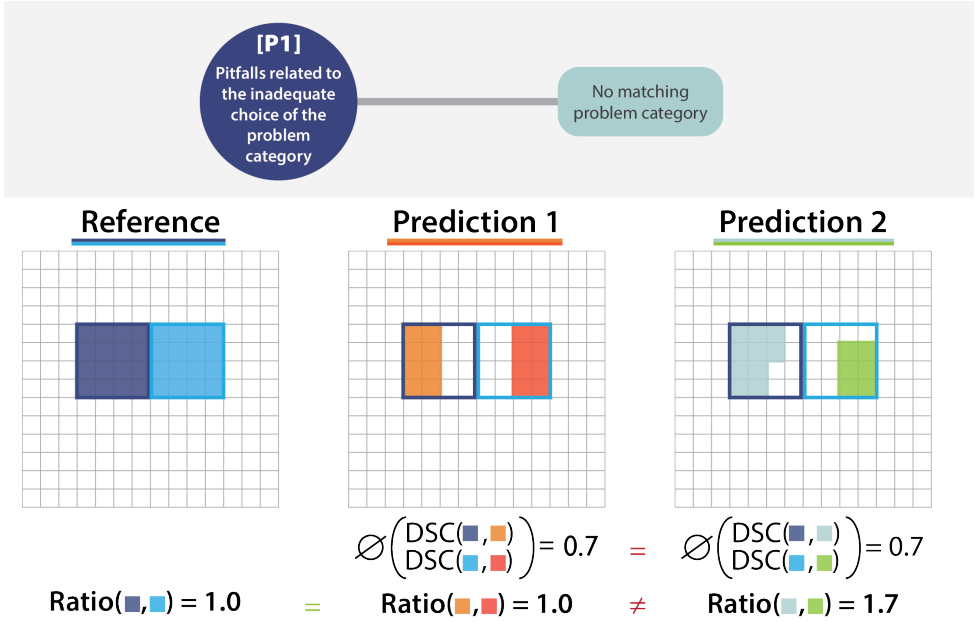 [P1]
Pitfalls related to
the inadequate
choice of the
problem
category
No matching
problem category
Reference
Prediction 1
Prediction 2
∅(DSC(■,■)
DSC(■,■)) = 0.7 = ∅(DSC(■,■)
DSC(■,■)) = 0.7
Ratio(■,■) = 1.0 = Ratio(■,■) = 1.0 ≠ Ratio(■,■) = 1.7